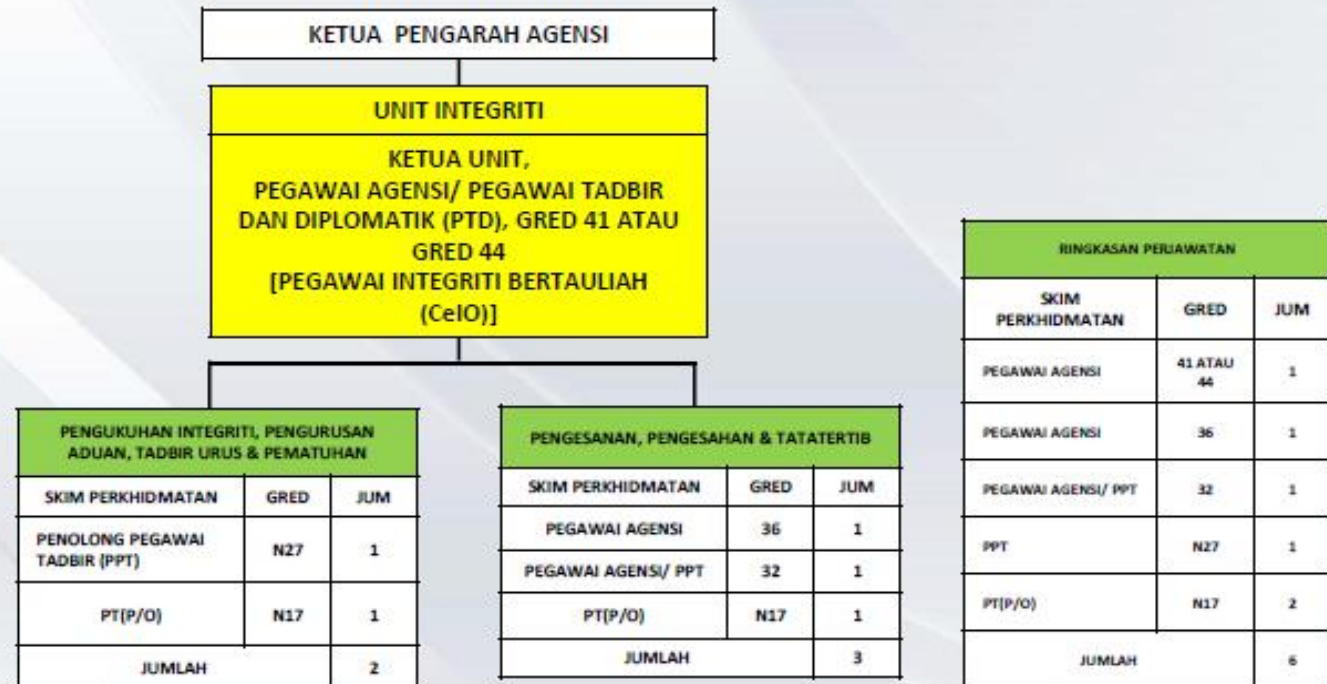 KETUA PENGARAH AGENSI
UNIT INTEGRITI
KETUA UNIT,
PEGAWAI AGENSI/ PEGAWAI TADBIR
DAN DIPLOMATIK (PTD), GRED 41 ATAU
GRED 44
[PEGAWAI INTEGRITI BERTAULIAH
(CeIO)]
PENGUKUHAN INTEGRITI, PENGURUSAN
ADUAN, TADBIR URUS & PEMATUHAN
SKIM PERKHIDMATAN GRED JUM
PENOLONG PEGAWAI
TADBIR (PPT) N27 1
PT(P/O) N17 1
JUMLAH 2
PENGESANAN, PENGESAHAN & TATATERTIB
SKIM PERKHIDMATAN GRED JUM
PEGAWAI AGENSI 36 1
PEGAWAI AGENSI/ PPT 32 1
PT(P/O) N17 1
JUMLAH 3
RINGKASAN PERJAWATAN
SKIM
PERKHIDMATAN GRED JUM
PEGAWAI AGENSI 41 ATAU
44 1
PEGAWAI AGENSI 36 1
PEGAWAI AGENSI/ PPT 32 1
PPT N27 1
PT(P/O) N17 2
JUMLAH 6